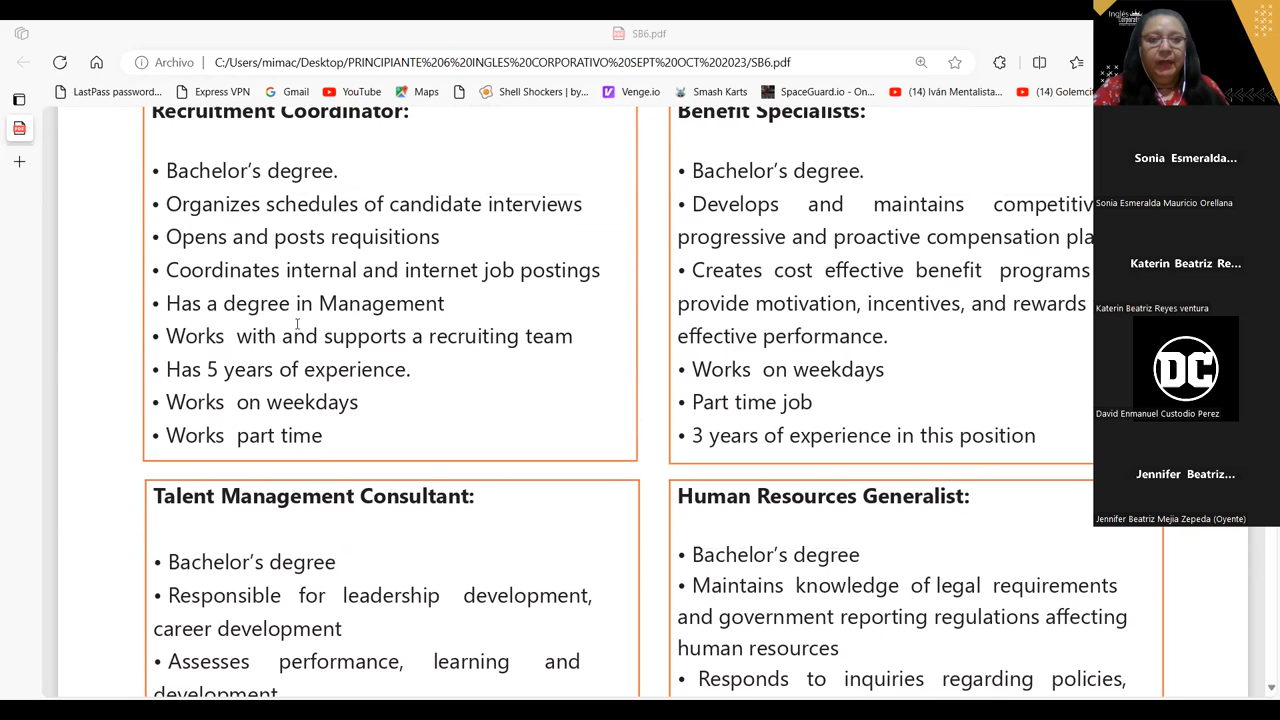 SB6.pdf
Archivo
C:/Users/mimac/Desktop/PRINCIPIANTE%206%20INGLES%20CORPORATIVO%20SEPT%20OCT%202023/SB6.pdf
LastPass password...
Express VPN
Gmail
YouTube
Maps
Shell Shockers | by...
Venge.io
Smash Karts
SpaceGuard.io - On...
(14) Iván Mentalista...
(14) Golemcit
Recruitment Coordinator:
• Bachelor’s degree.
• Organizes schedules of candidate interviews
• Opens and posts requisitions
• Coordinates internal and internet job postings
• Has a degree in Management
• Works with and supports a recruiting team
• Has 5 years of experience.
• Works on weekdays
• Works part time
Benefit Specialists:
• Bachelor’s degree.
• Develops and maintains competitiv
progressive and proactive compensation pla
• Creates cost effective benefit programs
provide motivation, incentives, and rewards
effective performance.
• Works on weekdays
• Part time job
• 3 years of experience in this position
Talent Management Consultant:
• Bachelor’s degree
• Responsible for leadership development,
career development
• Assesses performance, learning and
development
Human Resources Generalist:
• Bachelor’s degree
• Maintains knowledge of legal requirements
and government reporting regulations affecting
human resources
• Responds to inquiries regarding policies,
Inglés
Corporativo
Sonia Esmeralda...
Sonia Esmeralda Mauricio Orellana
Katerin Beatriz Re...
Katerin Beatriz Reyes ventura
DC
David Enmanuel Custodio Perez
Jennifer Beatriz...
Jennifer Beatriz Mejia Zepeda (Oyente)